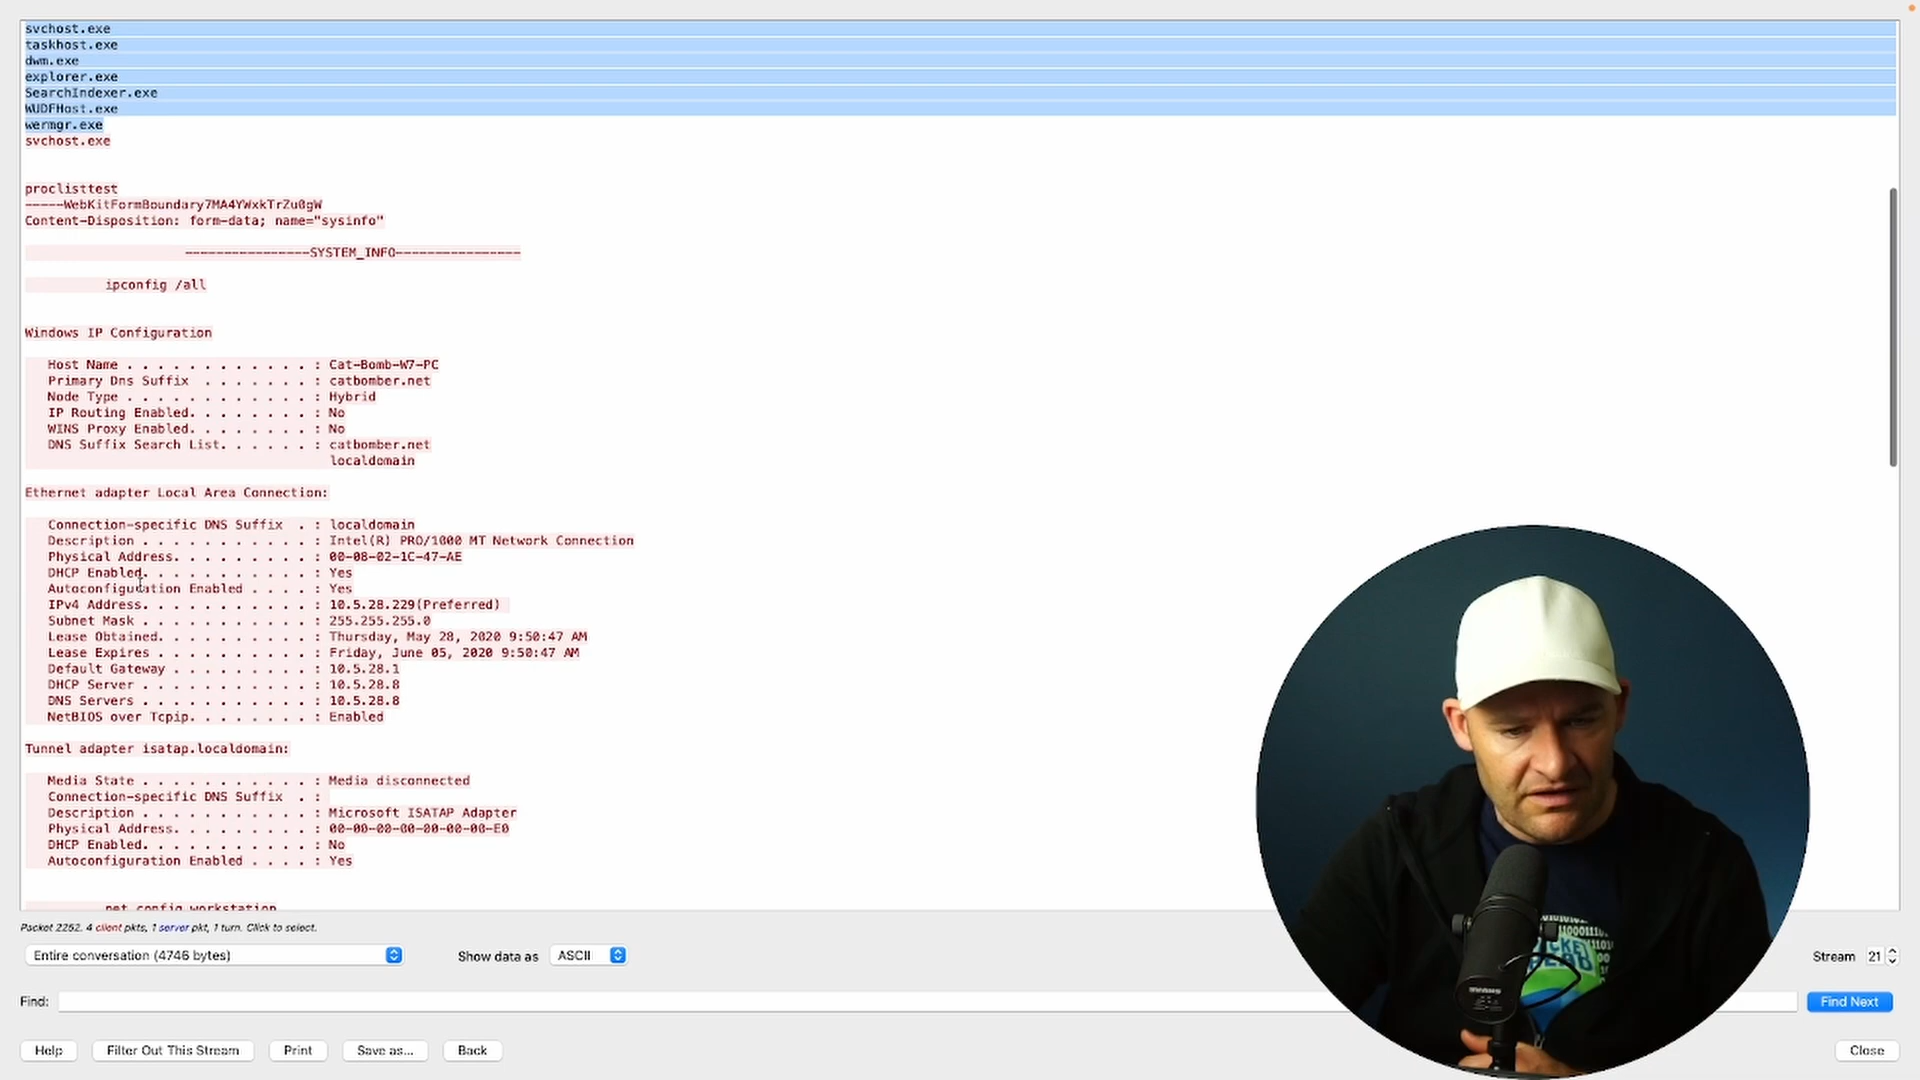 svchost.exe
taskhost.exe
dwm.exe
explorer.exe
SearchIndexer.exe
WUDFHost.exe
wermgr.exe
svchost.exe
proclisttest
-----WebKitFormBoundary7MA4YWxkTrZu0gW
Content-Disposition: form-data; name="sysinfo"
----------------SYSTEM_INFO----------------
ipconfig /all
Windows IP Configuration
Host Name . . . . . . . . . . . . : Cat-Bomb-W7-PC
Primary Dns Suffix . . . . . . . : catbomber.net
Node Type . . . . . . . . . . . . : Hybrid
IP Routing Enabled. . . . . . . . : No
WINS Proxy Enabled. . . . . . . . : No
DNS Suffix Search List. . . . . . : catbomber.net
localdomain
Ethernet adapter Local Area Connection:
Connection-specific DNS Suffix . : localdomain
Description . . . . . . . . . . . : Intel(R) PRO/1000 MT Network Connection
Physical Address. . . . . . . . . : 00-08-02-1C-47-AE
DHCP Enabled. . . . . . . . . . . : Yes
Autoconfiguration Enabled . . . . : Yes
IPv4 Address. . . . . . . . . . . : 10.5.28.229(Preferred)
Subnet Mask . . . . . . . . . . . : 255.255.255.0
Lease Obtained. . . . . . . . . . : Thursday, May 28, 2020 9:50:47 AM
Lease Expires . . . . . . . . . . : Friday, June 05, 2020 9:50:47 AM
Default Gateway . . . . . . . . . : 10.5.28.1
DHCP Server . . . . . . . . . . . : 10.5.28.8
DNS Servers . . . . . . . . . . . : 10.5.28.8
NetBIOS over Tcpip. . . . . . . . : Enabled
Tunnel adapter isatap.localdomain:
Media State . . . . . . . . . . . : Media disconnected
Connection-specific DNS Suffix . :
Description . . . . . . . . . . . : Microsoft ISATAP Adapter
Physical Address. . . . . . . . . : 00-00-00-00-00-00-00-E0
DHCP Enabled. . . . . . . . . . . : No
Autoconfiguration Enabled . . . . : Yes
net config workstation
Packet 2252. 4 client pkts, 1 server pkt, 1 turn. Click to select.
Entire conversation (4746 bytes)
Show data as ASCII
Stream 21
Find:
Find Next
Help
Filter Out This Stream
Print
Save as...
Back
Close